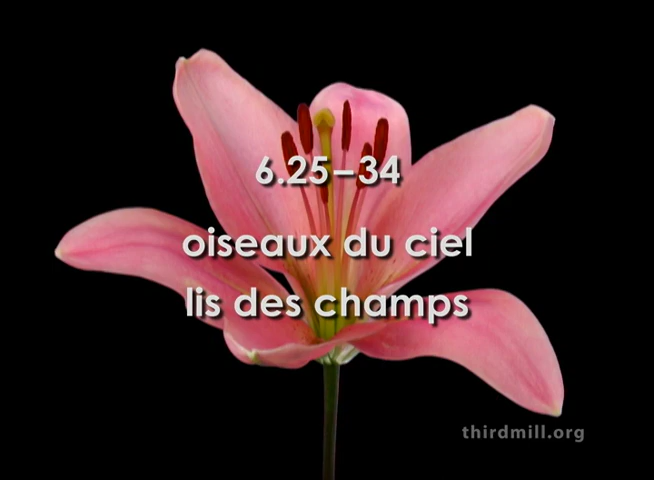 6.25–34
oiseaux du ciel
lis des champs
thirdmill.org